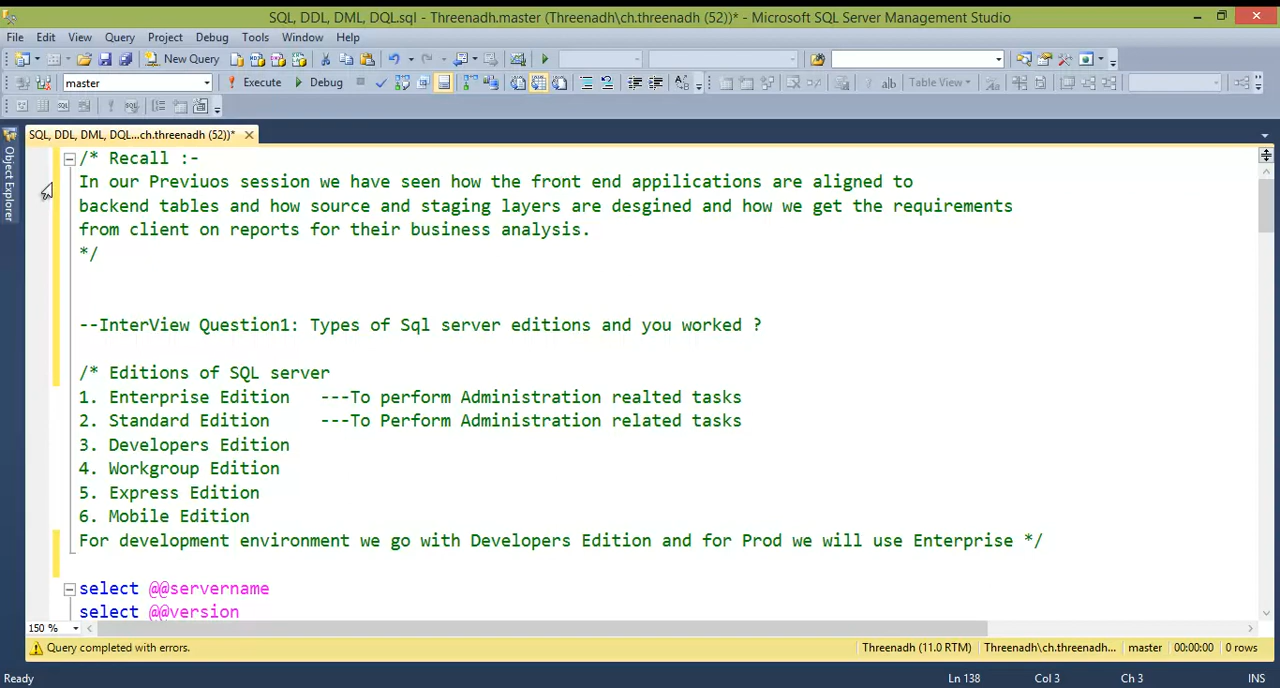 SQL, DDL, DML, DQL.sql - Threenadh.master (Threenadh\ch.threenadh (52))* - Microsoft SQL Server Management Studio
File Edit View Query Project Debug Tools Window Help
New Query
master Execute Debug Table View
SQL, DDL, DML, DQL...ch.threenadh (52))*
Object Explorer
/* Recall :-
In our Previuos session we have seen how the front end appilications are aligned to
backend tables and how source and staging layers are desgined and how we get the requirements
from client on reports for their business analysis.
*/
--InterView Question1: Types of Sql server editions and you worked ?
/* Editions of SQL server
1. Enterprise Edition ---To perform Administration realted tasks
2. Standard Edition ---To Perform Administration related tasks
3. Developers Edition
4. Workgroup Edition
5. Express Edition
6. Mobile Edition
For development environment we go with Developers Edition and for Prod we will use Enterprise */
select @@servername
select @@version
150 %
Query completed with errors. Threenadh (11.0 RTM) Threenadh\ch.threenadh... master 00:00:00 0 rows
Ready Ln 138 Col 3 Ch 3 INS